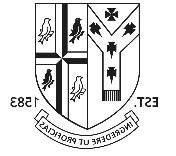 EST. 1583
INGREDERE UT PROFICIAS